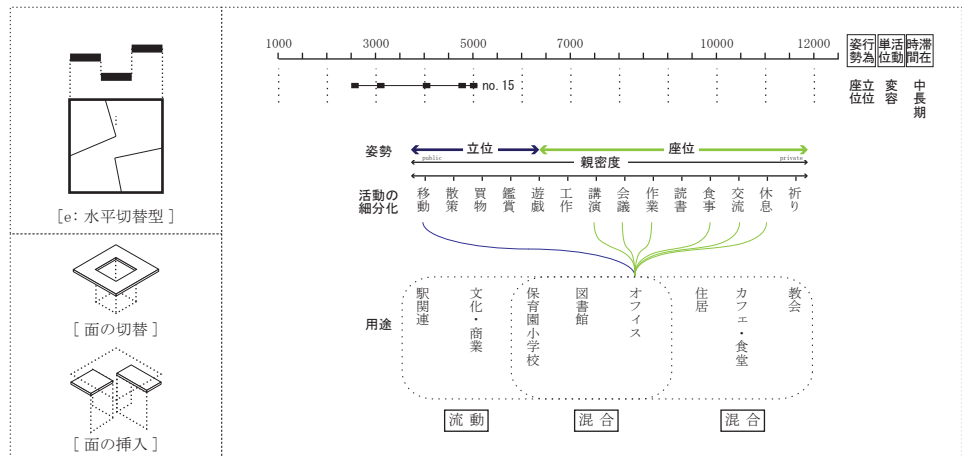 [e: 水平切替型]
[面の切替]
[面の挿入]
1000 3000 5000 7000 10000 12000
no. 15
行為姿勢
活動単位
滞在時間
立位座位
変容
中長期
姿勢
立位
座位
public
親密度
private
活動の細分化
移動
散策
買物
鑑賞
遊戯
工作
講演
会議
作業
読書
食事
交流
休息
祈り
用途
駅関連
文化・商業
保育園小学校
図書館
オフィス
住居
カフェ・食堂
教会
流動
混合
混合